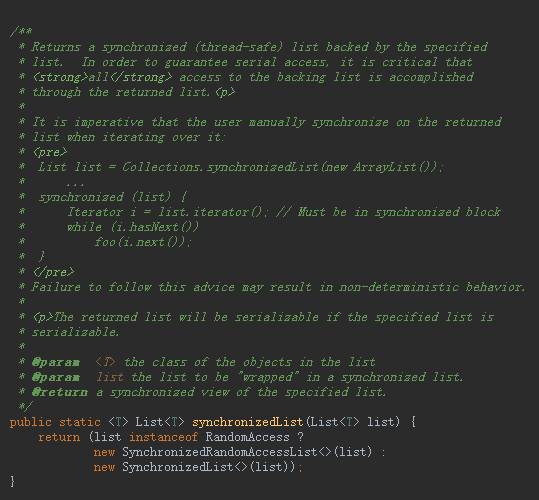 /**
 * Returns a synchronized (thread-safe) list backed by the specified
 * list.  In order to guarantee serial access, it is critical that
 * <strong>all</strong> access to the backing list is accomplished
 * through the returned list.<p>
 *
 * It is imperative that the user manually synchronize on the returned
 * list when iterating over it:
 * <pre>
 *  List list = Collections.synchronizedList(new ArrayList());
 *      ...
 *  synchronized (list) {
 *      Iterator i = list.iterator(); // Must be in synchronized block
 *      while (i.hasNext())
 *          foo(i.next());
 *  }
 * </pre>
 * Failure to follow this advice may result in non-deterministic behavior.
 *
 * <p>The returned list will be serializable if the specified list is
 * serializable.
 *
 * @param  <T> the class of the objects in the list
 * @param  list the list to be "wrapped" in a synchronized list.
 * @return a synchronized view of the specified list.
 */
public static <T> List<T> synchronizedList(List<T> list) {
    return (list instanceof RandomAccess ?
            new SynchronizedRandomAccessList<>(list) :
            new SynchronizedList<>(list));
}